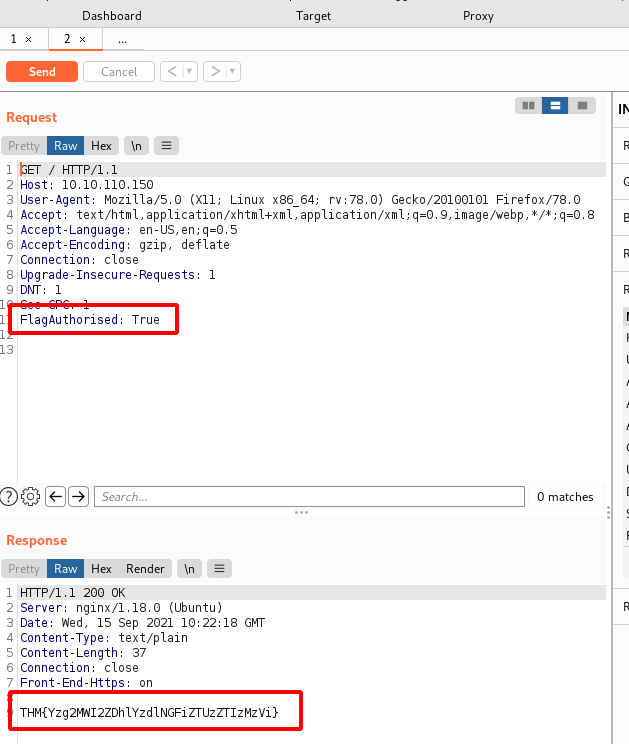 Dashboard Target Proxy
1 × 2 × ...
Send Cancel < >
Request
Pretty Raw Hex \n
IN
1 GET / HTTP/1.1
2 Host: 10.10.110.150
3 User-Agent: Mozilla/5.0 (X11; Linux x86_64; rv:78.0) Gecko/20100101 Firefox/78.0
4 Accept: text/html,application/xhtml+xml,application/xml;q=0.9,image/webp,*/*;q=0.8
5 Accept-Language: en-US,en;q=0.5
6 Accept-Encoding: gzip, deflate
7 Connection: close
8 Upgrade-Insecure-Requests: 1
9 DNT: 1
10 Sec-GPC: 1
11 FlagAuthorised: True
12
13
? Search... 0 matches
Response
Pretty Raw Hex Render \n
1 HTTP/1.1 200 OK
2 Server: nginx/1.18.0 (Ubuntu)
3 Date: Wed, 15 Sep 2021 10:22:18 GMT
4 Content-Type: text/plain
5 Content-Length: 37
6 Connection: close
7 Front-End-Https: on
8
9 THM{Yzg2MWI2ZDhlYzdlNGFiZTUzZTIzMzVi}